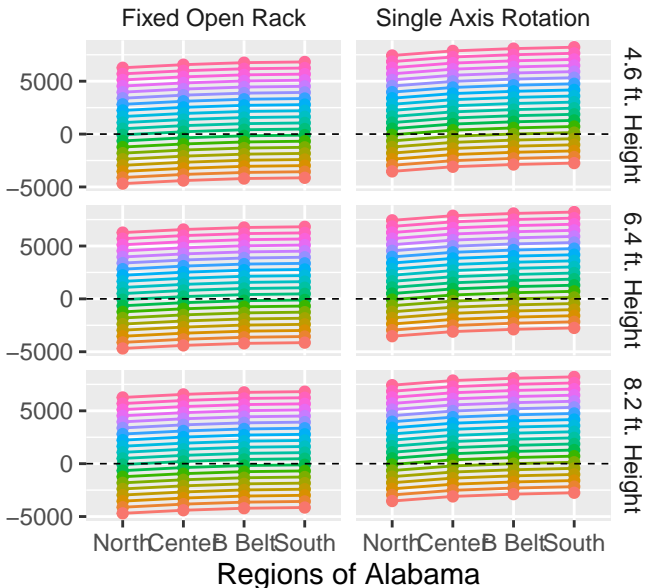 Fixed Open Rack Single Axis Rotation
5000
0
−5000
4.6 ft. Height
5000
0
−5000
6.4 ft. Height
5000
0
−5000
8.2 ft. Height
North Center B Belt South North Center B Belt South
Regions of Alabama